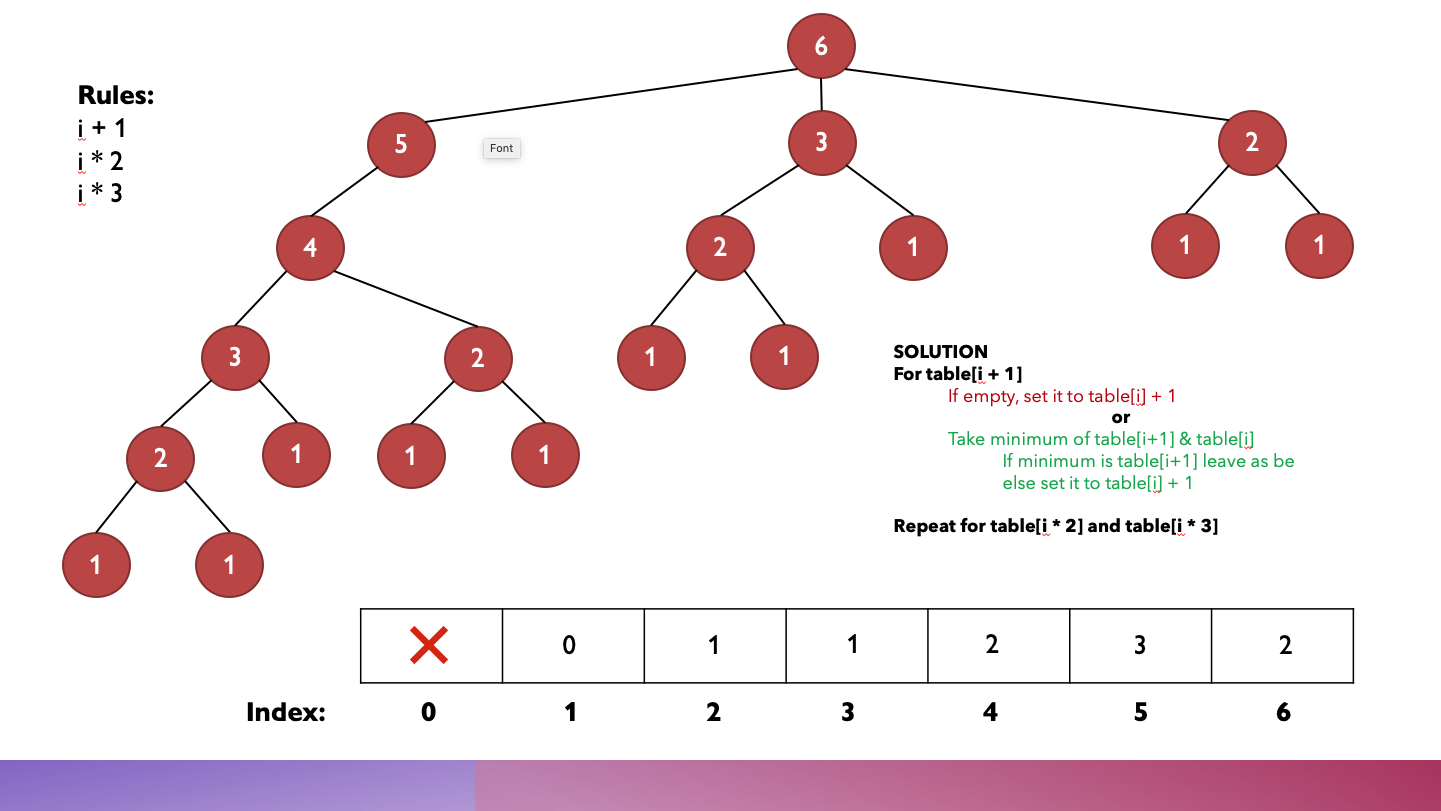 6
Rules:
i + 1
i * 2
i * 3
5
Font
3
2
4
2
1
1
1
3
2
1
1
SOLUTION
For table[i + 1]
If empty, set it to table[i] + 1
or
Take minimum of table[i+1] & table[i]
If minimum is table[i+1] leave as be
else set it to table[i] + 1
2
1
1
1
Repeat for table[i * 2] and table[i * 3]
1
1
0 1 1 2 3 2
Index: 0 1 2 3 4 5 6